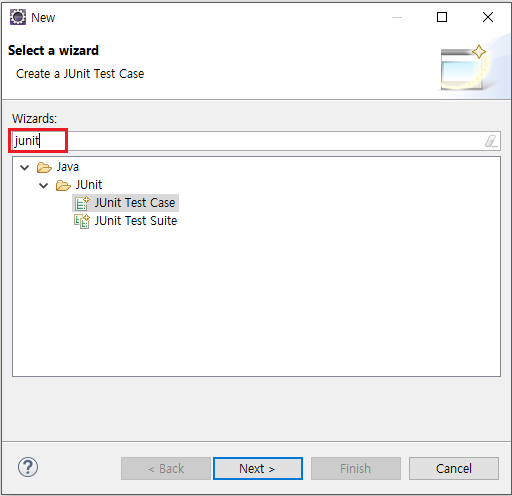 New
Select a wizard
Create a JUnit Test Case
Wizards:
junit
Java
JUnit
JUnit Test Case
JUnit Test Suite
?
< Back
Next >
Finish
Cancel